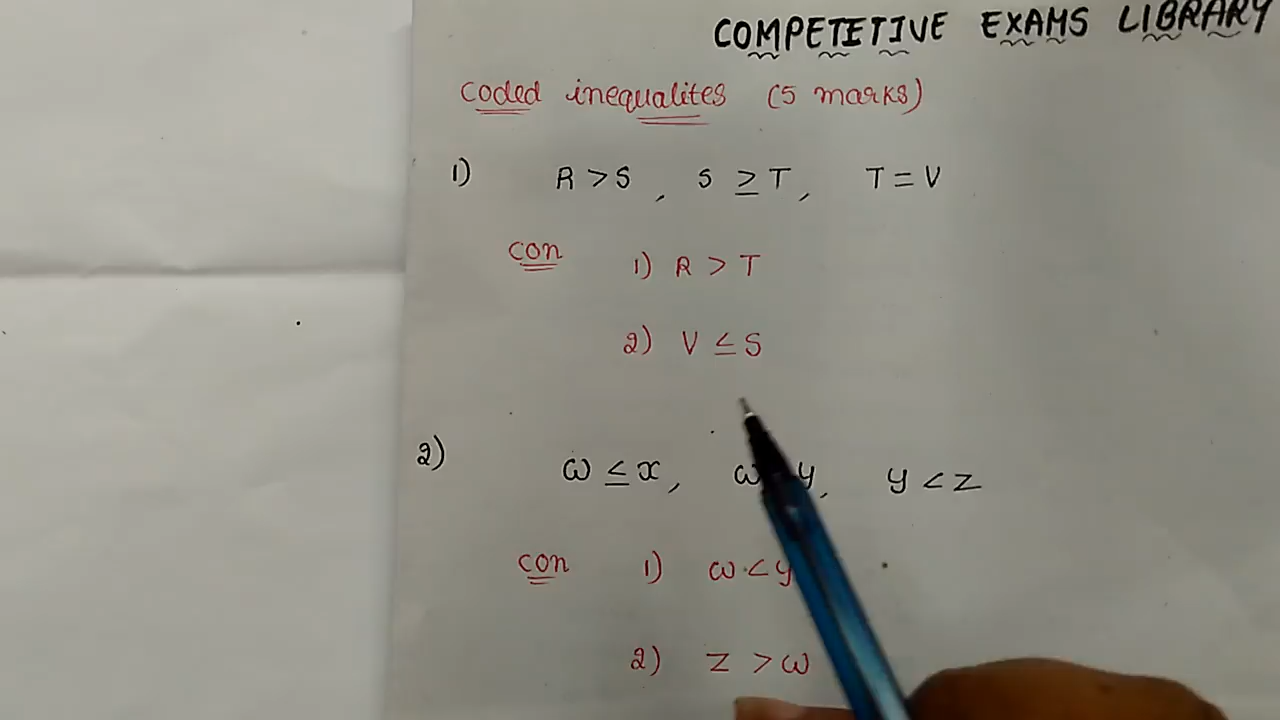 COMPETETIVE EXAMS LIBRARY
Coded inequalites (5 marks)
1) R > S , S ≥ T , T = V
Con 1) R > T
2) V ≤ S
2) ω ≤ x , ω y , y < z
Con 1) ω < y
2) z > ω